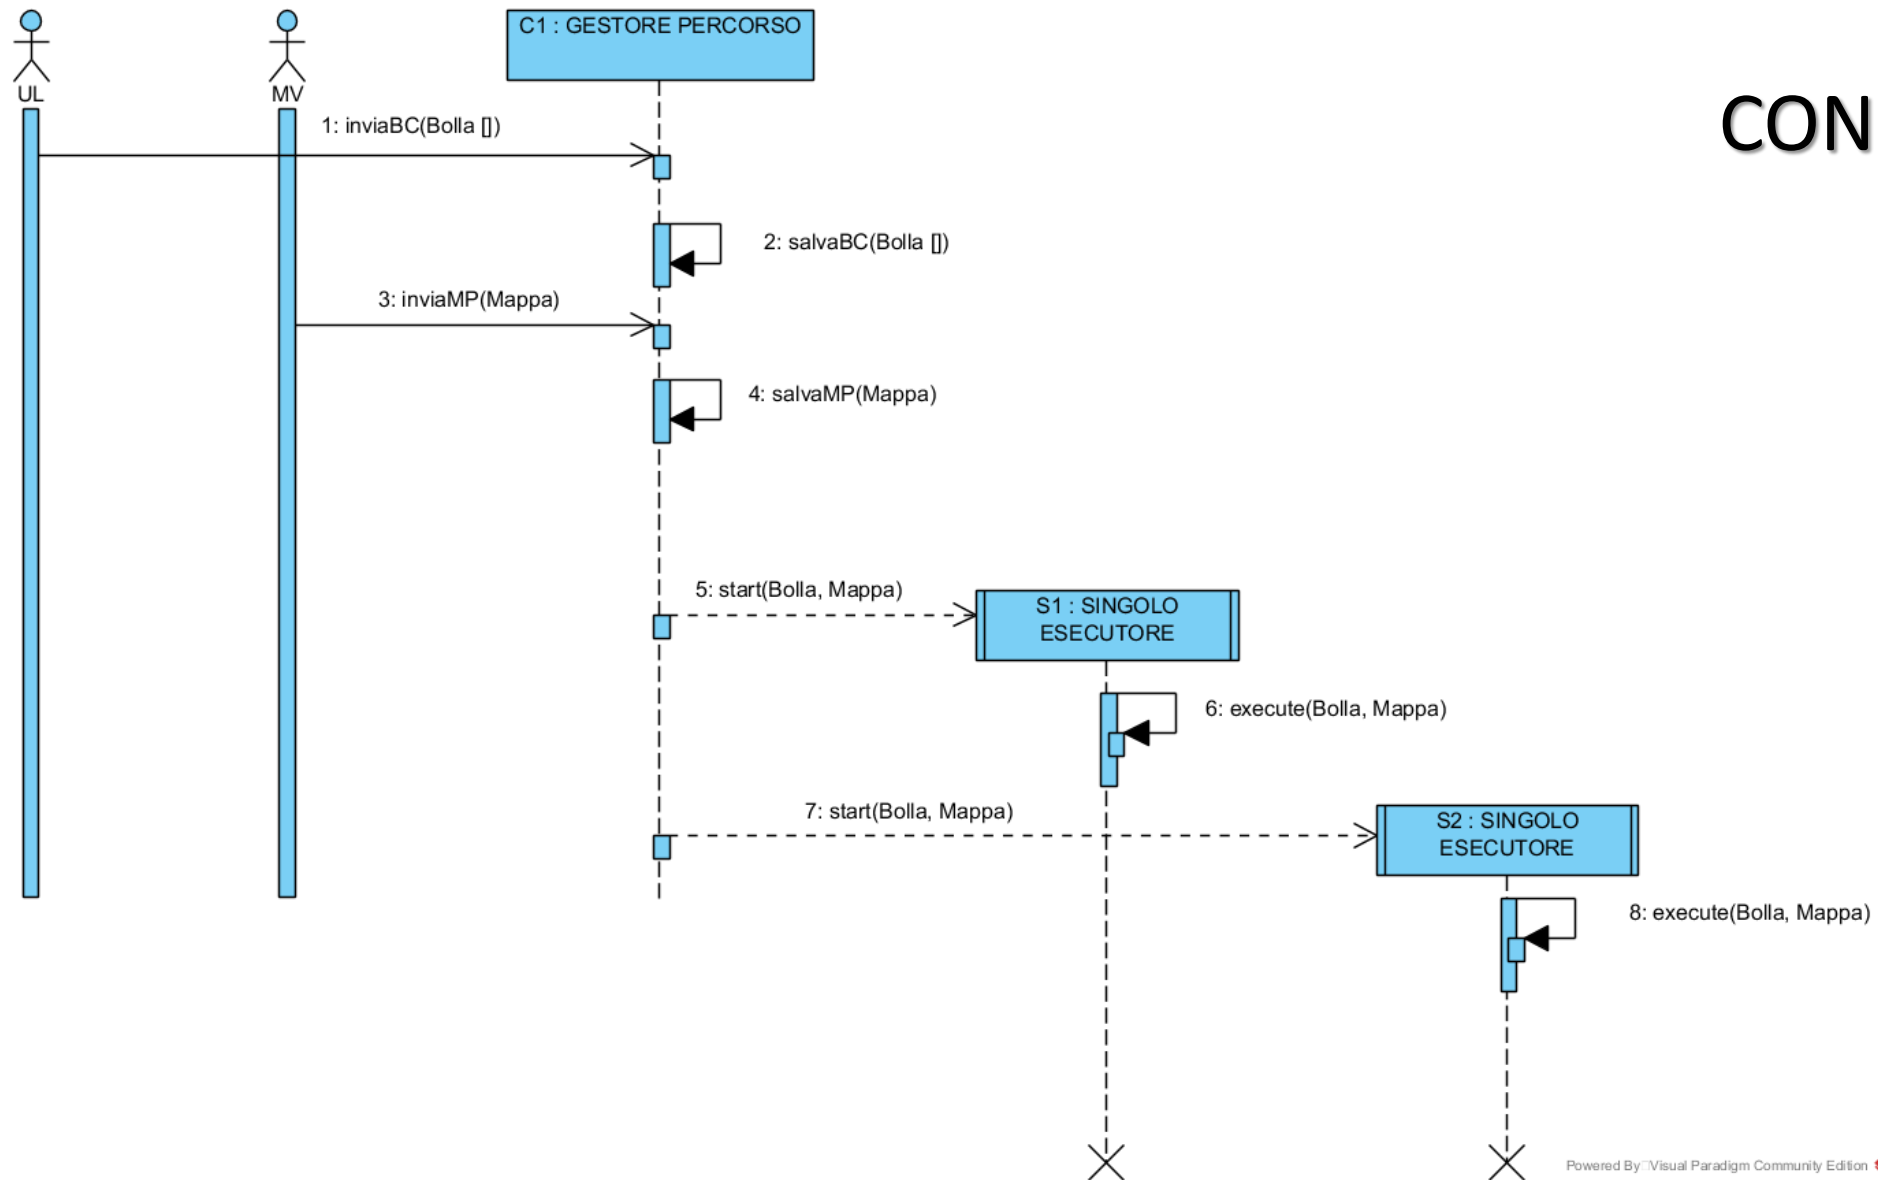 UL
MV
C1 : GESTORE PERCORSO
CON
1: inviaBC(Bolla [])
2: salvaBC(Bolla [])
3: inviaMP(Mappa)
4: salvaMP(Mappa)
5: start(Bolla, Mappa)
S1 : SINGOLO
ESECUTORE
6: execute(Bolla, Mappa)
7: start(Bolla, Mappa)
S2 : SINGOLO
ESECUTORE
8: execute(Bolla, Mappa)
Powered By Visual Paradigm Community Edition